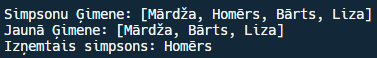 Simpsonu Ģimene: [Mārdža, Homērs, Bārts, Liza]
Jaunā Ģimene: [Mārdža, Bārts, Liza]
Izņemtais simpsons: Homērs